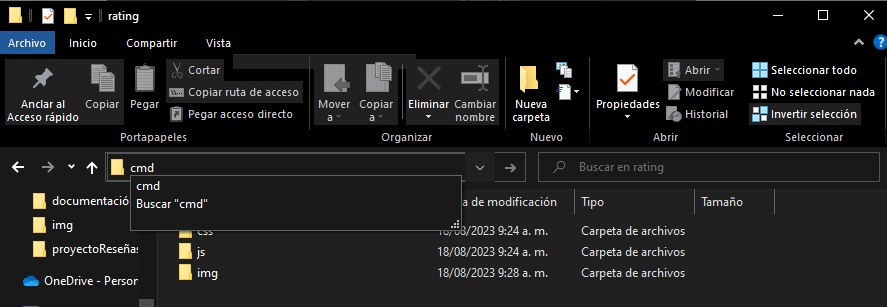 rating
Archivo Inicio Compartir Vista
Anclar al Acceso rápido
Copiar
Pegar
Cortar
Copiar ruta de acceso
Pegar acceso directo
Portapapeles
Mover a
Copiar a
Eliminar
Cambiar nombre
Organizar
Nueva carpeta
Nuevo
Propiedades
Abrir
Modificar
Historial
Abrir
Seleccionar todo
No seleccionar nada
Invertir selección
Seleccionar
cmd
Buscar en rating
cmd
Buscar "cmd"
documentació
img
proyectoReseñas
OneDrive - Person
a de modificación Tipo Tamaño
css 18/08/2023 9:24 a. m. Carpeta de archivos
js 18/08/2023 9:24 a. m. Carpeta de archivos
img 18/08/2023 9:28 a. m. Carpeta de archivos